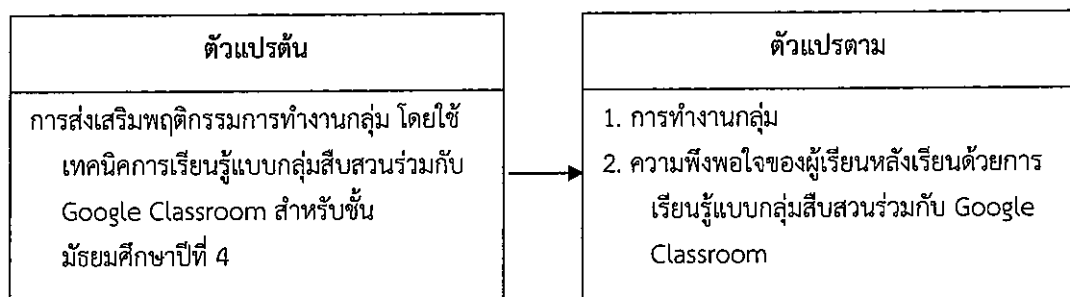 ตัวแปรต้น
การส่งเสริมพฤติกรรมการทำงานกลุ่ม โดยใช้
เทคนิคการเรียนรู้แบบกลุ่มสืบสวนร่วมกับ
Google Classroom สำหรับชั้น
มัธยมศึกษาปีที่ 4
ตัวแปรตาม
1. การทำงานกลุ่ม
2. ความพึงพอใจของผู้เรียนหลังเรียนด้วยการ
เรียนรู้แบบกลุ่มสืบสวนร่วมกับ Google
Classroom